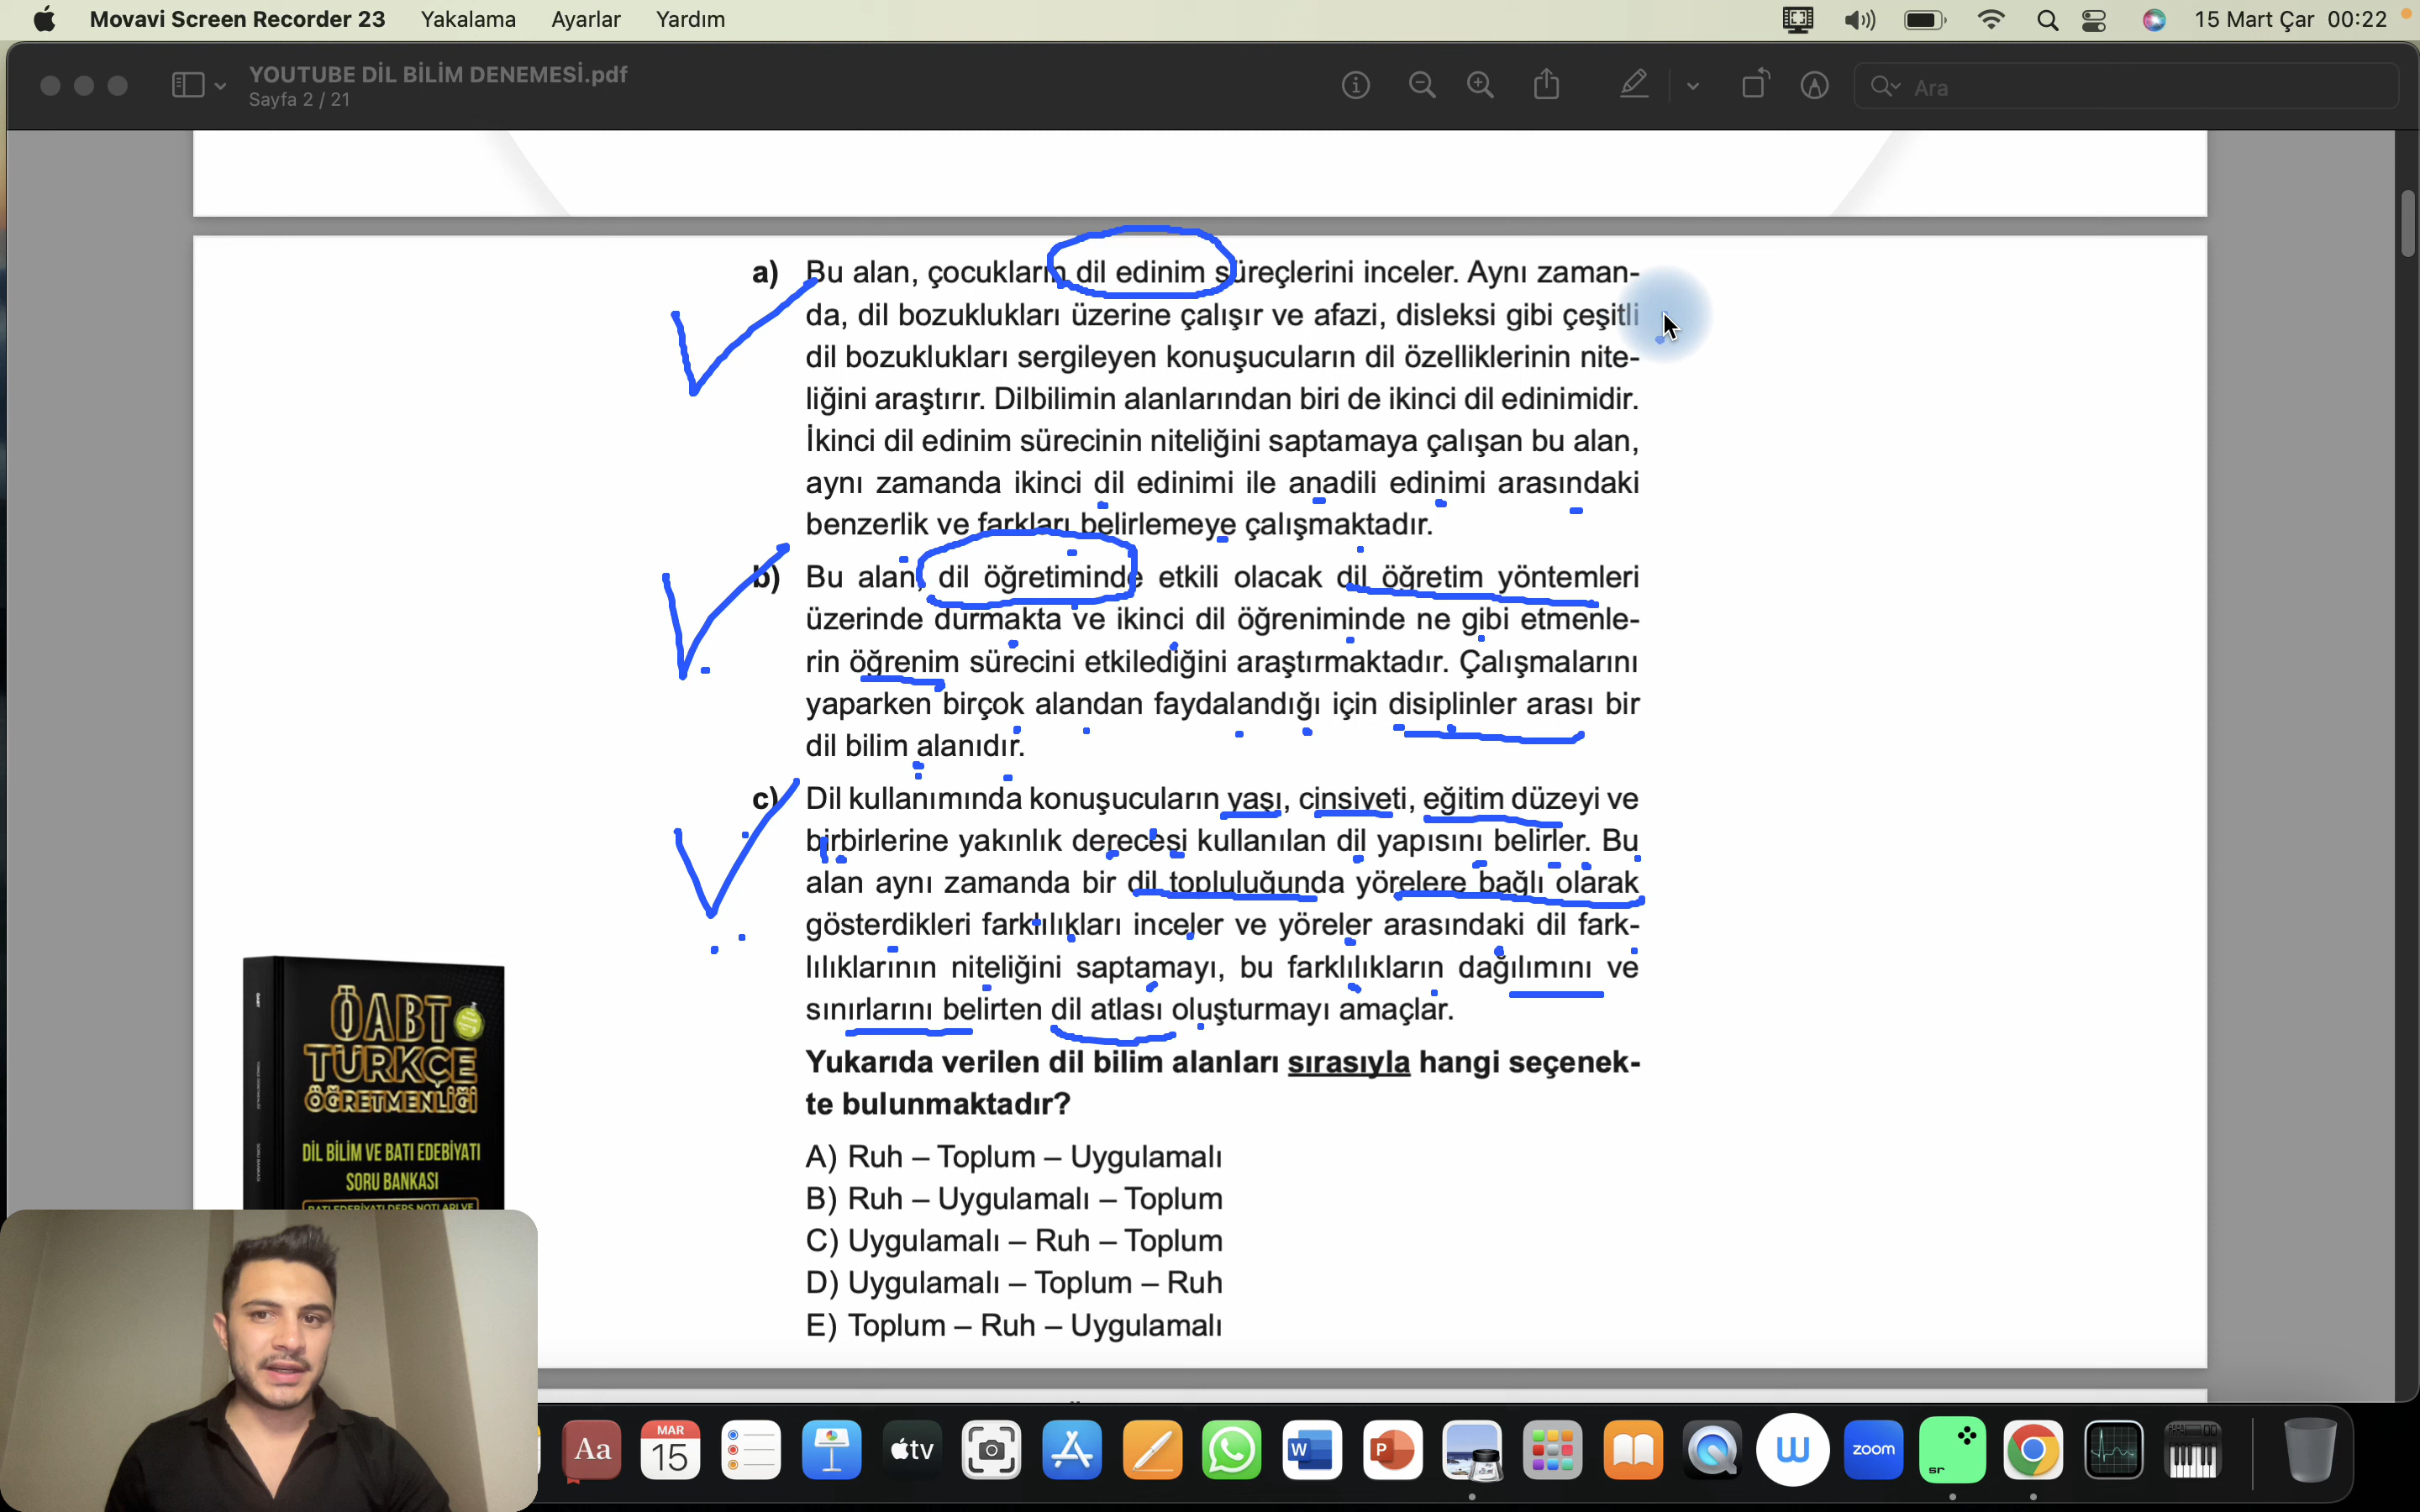 Movavi Screen Recorder 23 Yakalama Ayarlar Yardım 15 Mart Çar 00:22
YOUTUBE DİL BİLİM DENEMESİ.pdf
Sayfa 2 / 21
Ara
a) Bu alan, çocukların dil edinim süreçlerini inceler. Aynı zaman-
da, dil bozuklukları üzerine çalışır ve afazi, disleksi gibi çeşitli
dil bozuklukları sergileyen konuşucuların dil özelliklerinin nite-
liğini araştırır. Dilbilimin alanlarından biri de ikinci dil edinimidir.
İkinci dil edinim sürecinin niteliğini saptamaya çalışan bu alan,
aynı zamanda ikinci dil edinimi ile anadili edinimi arasındaki
benzerlik ve farkları belirlemeye çalışmaktadır.
b) Bu alan, dil öğretiminde etkili olacak dil öğretim yöntemleri
üzerinde durmakta ve ikinci dil öğreniminde ne gibi etmenle-
rin öğrenim sürecini etkilediğini araştırmaktadır. Çalışmalarını
yaparken birçok alandan faydalandığı için disiplinler arası bir
dil bilim alanıdır.
c) Dil kullanımında konuşucuların yaşı, cinsiyeti, eğitim düzeyi ve
birbirlerine yakınlık derecesi kullanılan dil yapısını belirler. Bu
alan aynı zamanda bir dil topluluğunda yörelere bağlı olarak
gösterdikleri farklılıkları inceler ve yöreler arasındaki dil fark-
lılıklarının niteliğini saptamayı, bu farklılıkların dağılımını ve
sınırlarını belirten dil atlası oluşturmayı amaçlar.
Yukarıda verilen dil bilim alanları sırasıyla hangi seçenek-
te bulunmaktadır?
A) Ruh – Toplum – Uygulamalı
B) Ruh – Uygulamalı – Toplum
C) Uygulamalı – Ruh – Toplum
D) Uygulamalı – Toplum – Ruh
E) Toplum – Ruh – Uygulamalı
ÖABT
TÜRKÇE
ÖĞRETMENLİĞİ
DİL BİLİM VE BATI EDEBİYATI
SORU BANKASI
BATI EDEBİYATI DERS NOTLARI VE
Aa
MAR
15
tv
W
P
zoom
sr